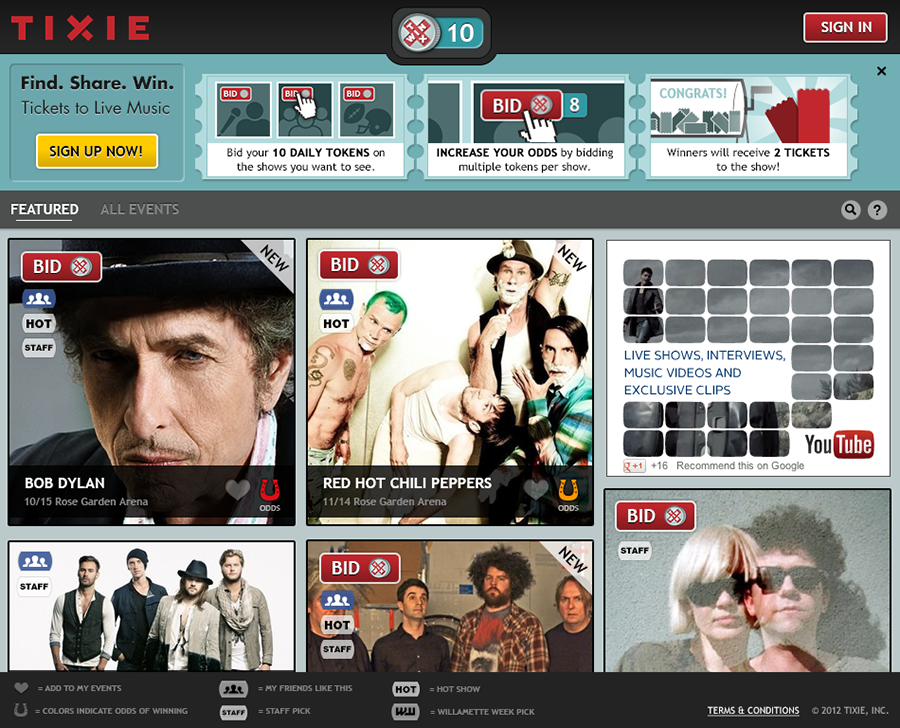 TIXIE
10
SIGN IN
Find. Share. Win.
Tickets to Live Music
SIGN UP NOW!
BID
BID
BID
Bid your 10 DAILY TOKENS on
the shows you want to see.
BID
8
INCREASE YOUR ODDS by bidding
multiple tokens per show.
CONGRATS!
Winners will receive 2 TICKETS
to the show!
FEATURED
ALL EVENTS
?
BID
NEW
HOT
STAFF
BOB DYLAN
10/15 Rose Garden Arena
ODDS
BID
NEW
HOT
RED HOT CHILI PEPPERS
11/14 Rose Garden Arena
ODDS
LIVE SHOWS, INTERVIEWS,
MUSIC VIDEOS AND
EXCLUSIVE CLIPS
YouTube
+1
+16 Recommend this on Google
STAFF
BID
NEW
HOT
STAFF
BID
STAFF
= ADD TO MY EVENTS
= MY FRIENDS LIKE THIS
HOT = HOT SHOW
= COLORS INDICATE ODDS OF WINNING
STAFF = STAFF PICK
WW = WILLAMETTE WEEK PICK
TERMS & CONDITIONS
© 2012 TIXIE, INC.